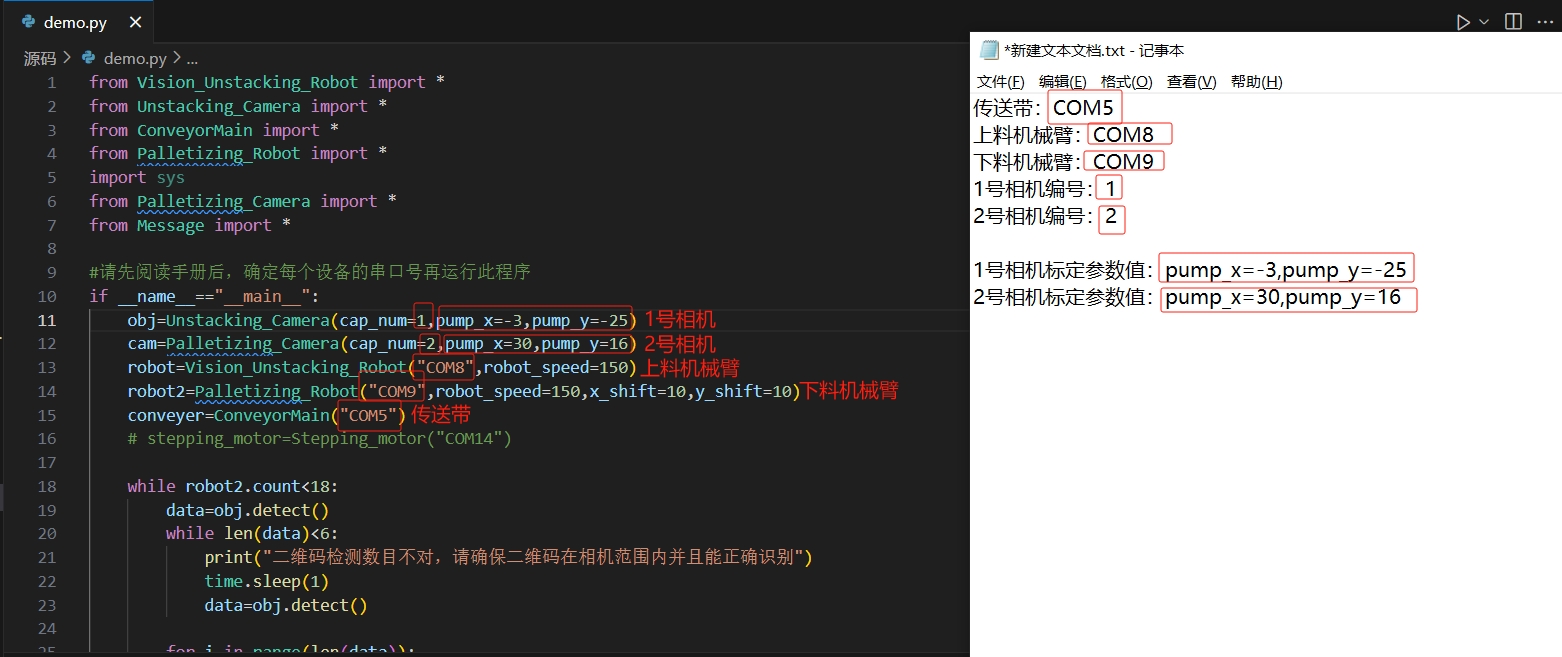 demo.py
源码 > demo.py > ...
1 from Vision_Unstacking_Robot import *
2 from Unstacking_Camera import *
3 from ConveyorMain import *
4 from Palletizing_Robot import *
5 import sys
6 from Palletizing_Camera import *
7 from Message import *
8
9 #请先阅读手册后，确定每个设备的串口号再运行此程序
10 if __name__=="__main__":
11 obj=Unstacking_Camera(cap_num=1,pump_x=-3,pump_y=-25) 1号相机
12 cam=Palletizing_Camera(cap_num=2,pump_x=30,pump_y=16) 2号相机
13 robot=Vision_Unstacking_Robot("COM8",robot_speed=150) 上料机械臂
14 robot2=Palletizing_Robot("COM9",robot_speed=150,x_shift=10,y_shift=10) 下料机械臂
15 conveyer=ConveyorMain("COM5") 传送带
16 # stepping_motor=Stepping_motor("COM14")
17
18 while robot2.count<18:
19 data=obj.detect()
20 while len(data)<6:
21 print("二维码检测数目不对，请确保二维码在相机范围内并且能正确识别")
22 time.sleep(1)
23 data=obj.detect()
24
25 for i in range(len(data)):
*新建文本文档.txt - 记事本
文件(F) 编辑(E) 格式(O) 查看(V) 帮助(H)
传送带：COM5
上料机械臂：COM8
下料机械臂：COM9
1号相机编号：1
2号相机编号：2
1号相机标定参数值：pump_x=-3,pump_y=-25
2号相机标定参数值：pump_x=30,pump_y=16